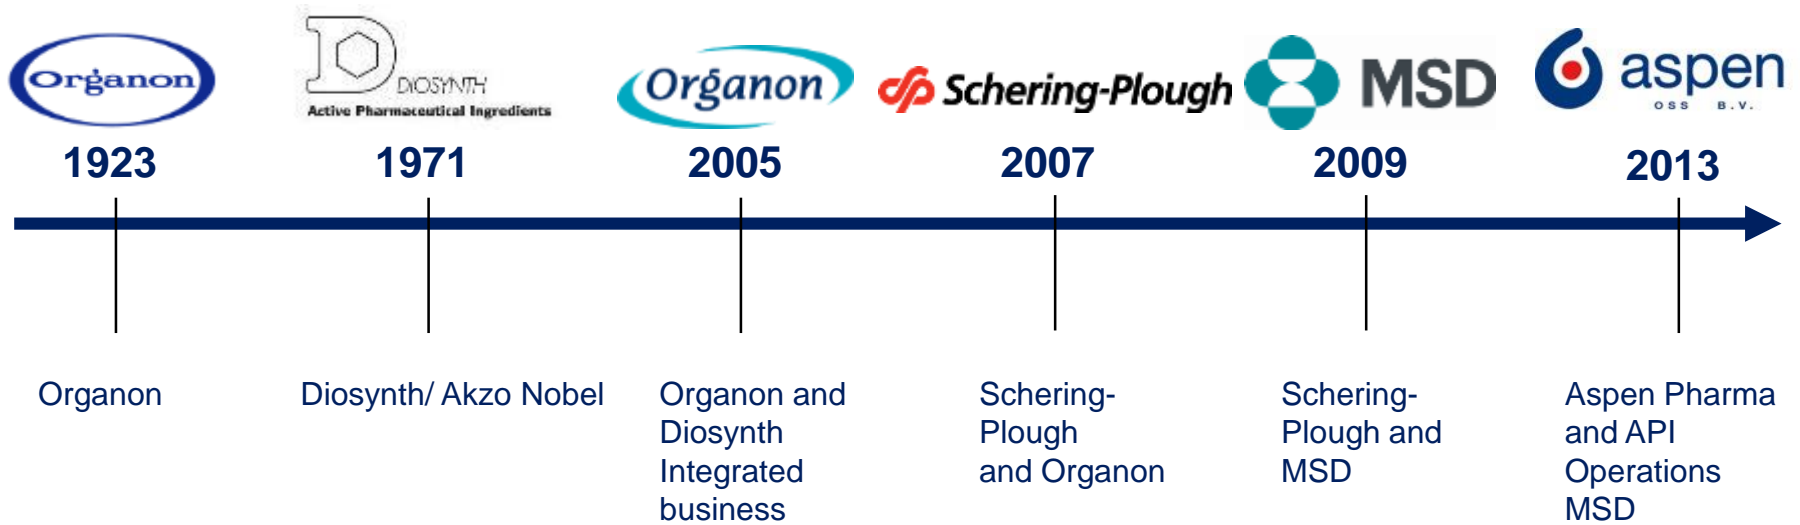 Organon
DIOSYNTH
Active Pharmaceutical Ingredients
Organon
Schering-Plough
MSD
aspen
OSS B.V.
1923
1971
2005
2007
2009
2013
Organon
Diosynth/ Akzo Nobel
Organon and
Diosynth
Integrated
business
Schering-
Plough
and Organon
Schering-
Plough and
MSD
Aspen Pharma
and API
Operations
MSD